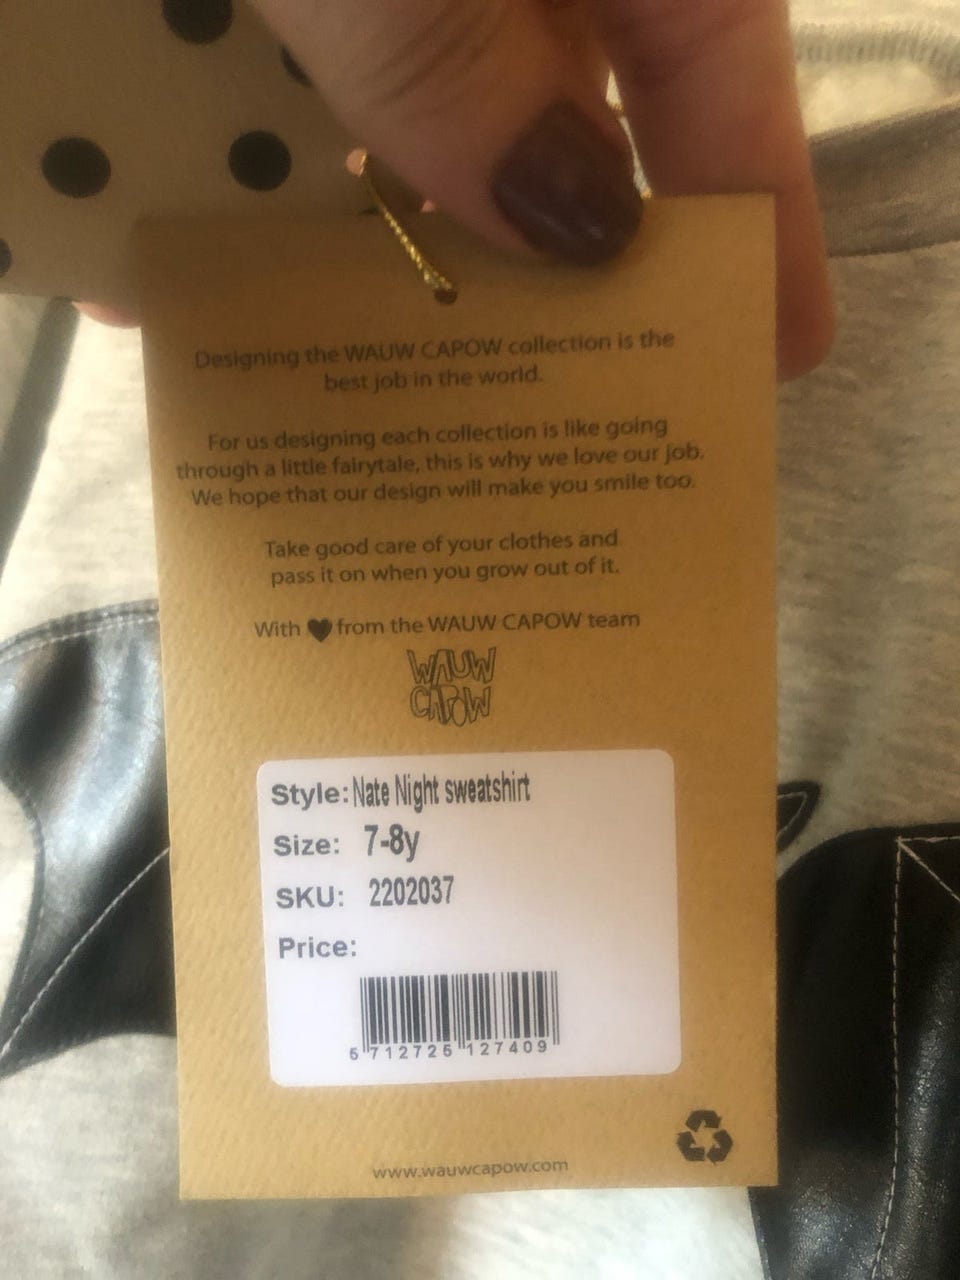 Designing the WAUW CAPOW collection is the
best job in the world.
For us designing each collection is like going
through a little fairytale, this is why we love our job.
We hope that our design will make you smile too.
Take good care of your clothes and
pass it on when you grow out of it.
With ♥ from the WAUW CAPOW team
WAUW
CAPOW
Style: Nate Night sweatshirt
Size: 7-8y
SKU: 2202037
Price:
5 712725 127409
www.wauwcapow.com